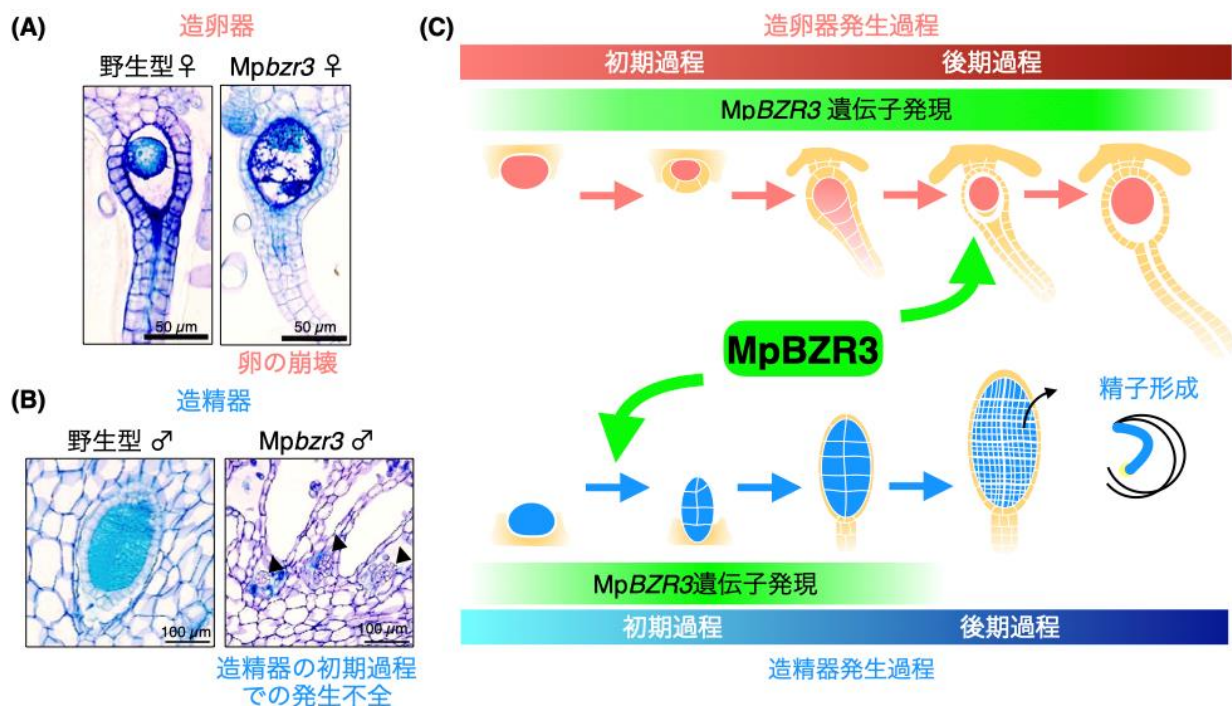 (A)
造卵器
野生型♀
Mpbzr3 ♀
50 µm
50 µm
卵の崩壊
(B)
造精器
野生型 ♂
Mpbzr3 ♂
100 µm
100 µm
造精器の初期過程
での発生不全
(C)
造卵器発生過程
初期過程
後期過程
MpBZR3 遺伝子発現
MpBZR3
精子形成
MpBZR3遺伝子発現
初期過程
後期過程
造精器発生過程